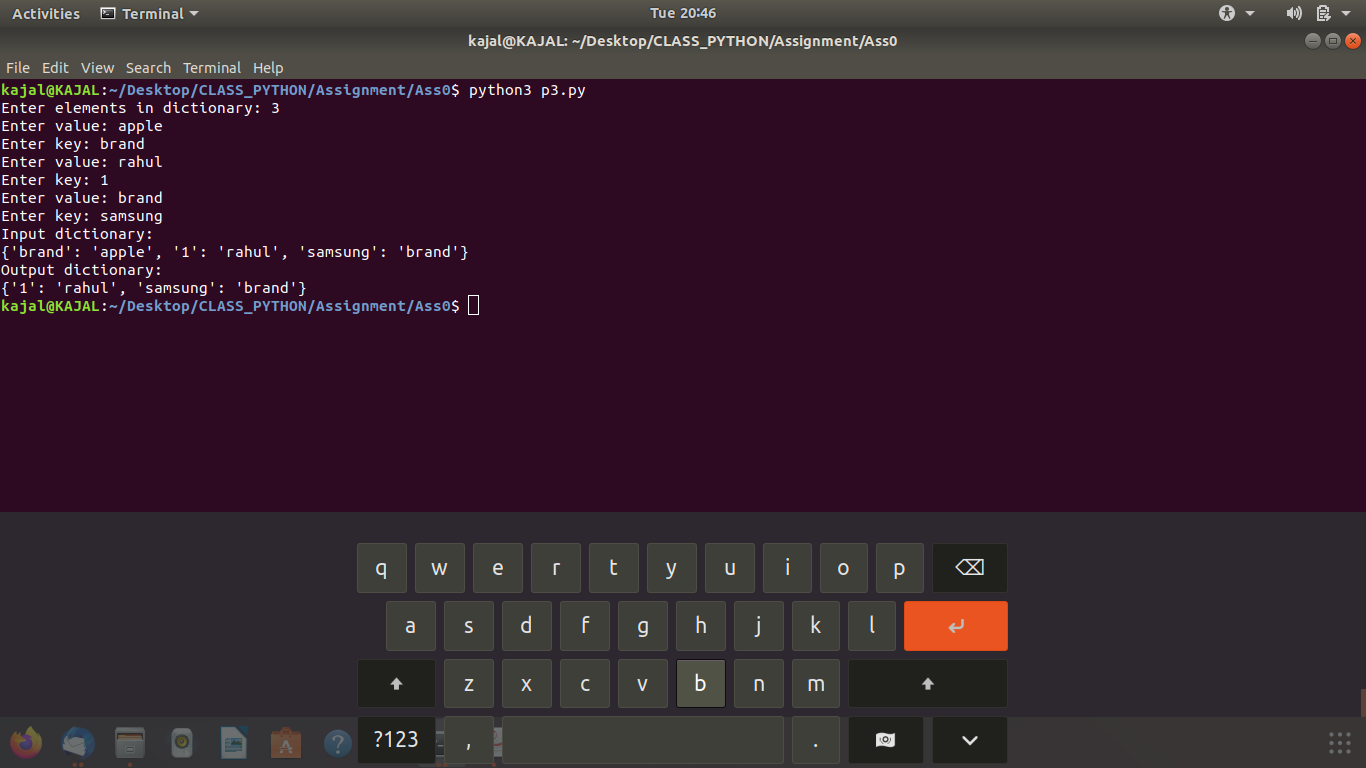 Activities Terminal Tue 20:46
kajal@KAJAL: ~/Desktop/CLASS_PYTHON/Assignment/Ass0
File Edit View Search Terminal Help
kajal@KAJAL:~/Desktop/CLASS_PYTHON/Assignment/Ass0$ python3 p3.py
Enter elements in dictionary: 3
Enter value: apple
Enter key: brand
Enter value: rahul
Enter key: 1
Enter value: brand
Enter key: samsung
Input dictionary:
{'brand': 'apple', '1': 'rahul', 'samsung': 'brand'}
Output dictionary:
{'1': 'rahul', 'samsung': 'brand'}
kajal@KAJAL:~/Desktop/CLASS_PYTHON/Assignment/Ass0$
q w e r t y u i o p
a s d f g h j k l
z x c v b n m
?123 , .